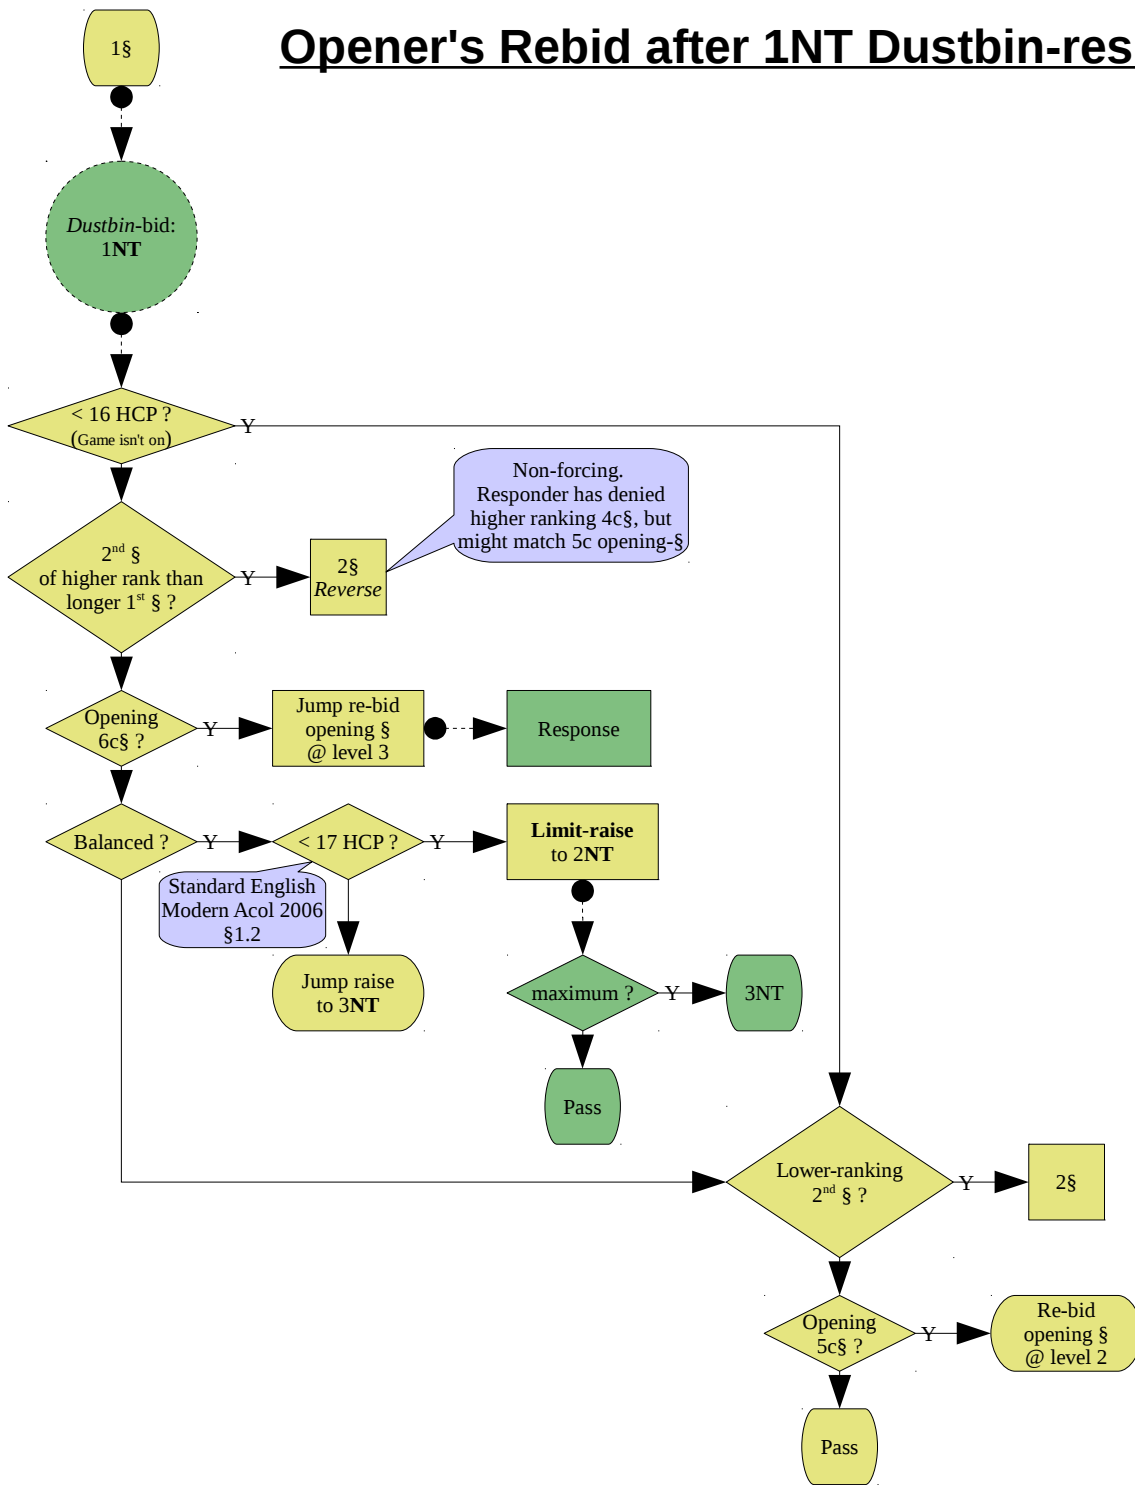 1§
Opener's Rebid after 1NT Dustbin-res
Dustbin-bid:
1NT
< 16 HCP ?
(Game isn't on)
Y
Non-forcing.
Responder has denied
higher ranking 4c§, but
might match 5c opening-§
2nd §
of higher rank than
longer 1st § ?
Y
2§
Reverse
Opening
6c§ ?
Y
Jump re-bid
opening §
@ level 3
Response
Balanced ?
Y
< 17 HCP ?
Y
Limit-raise
to 2NT
Standard English
Modern Acol 2006
§1.2
Jump raise
to 3NT
maximum ?
Y
3NT
Pass
Lower-ranking
2nd § ?
Y
2§
Opening
5c§ ?
Y
Re-bid
opening §
@ level 2
Pass